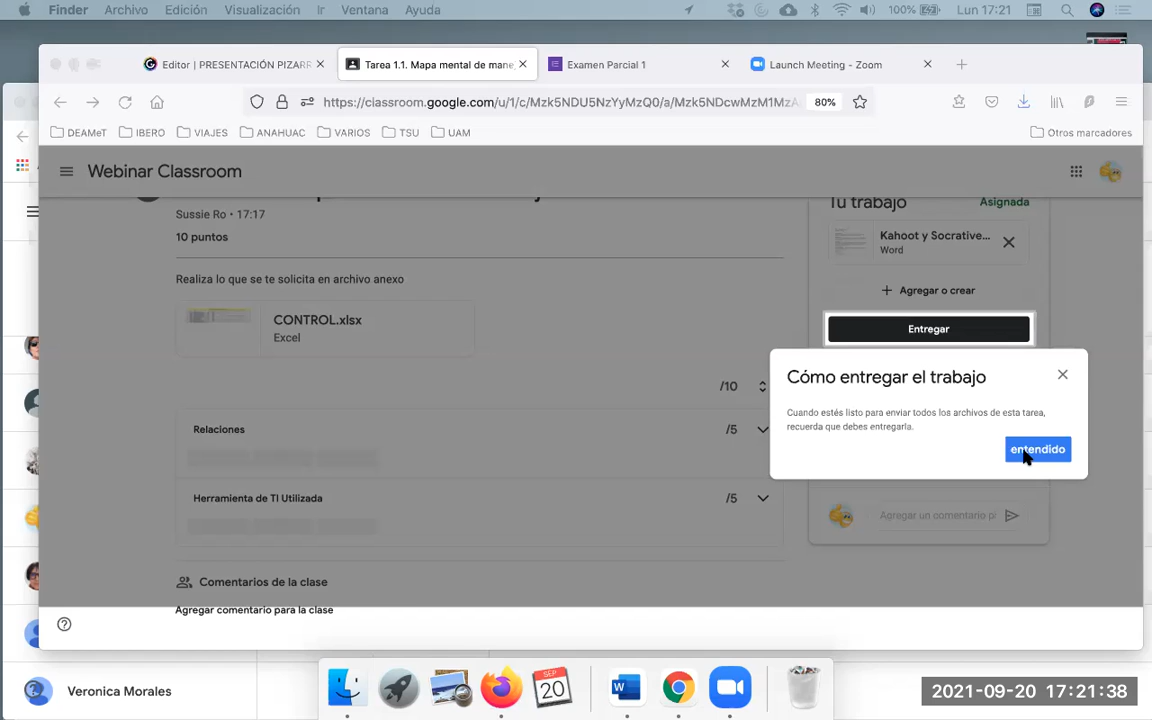 Finder Archivo Edición Visualización Ir Ventana Ayuda 100% Lun 17:21
Editor | PRESENTACIÓN PIZARR Tarea 1.1. Mapa mental de mane Examen Parcial 1 Launch Meeting - Zoom
https://classroom.google.com/u/1/c/Mzk5NDU5NzYyMzQ0/a/Mzk5NDcwMzM1MzA 80%
DEAMeT IBERO VIAJES ANAHUAC VARIOS TSU UAM Otros marcadores
Webinar Classroom
Sussie Ro • 17:17
10 puntos
Tu trabajo Asignada
Kahoot y Socrative...
Word
Realiza lo que se te solicita en archivo anexo
+ Agregar o crear
CONTROL.xlsx
Excel
Entregar
Cómo entregar el trabajo
Cuando estés listo para enviar todos los archivos de esta tarea,
recuerda que debes entregarla.
entendido
/10
Relaciones /5
Herramienta de TI Utilizada /5
Agregar un comentario
Comentarios de la clase
Agregar comentario para la clase
Veronica Morales
SEP
20
2021-09-20 17:21:38